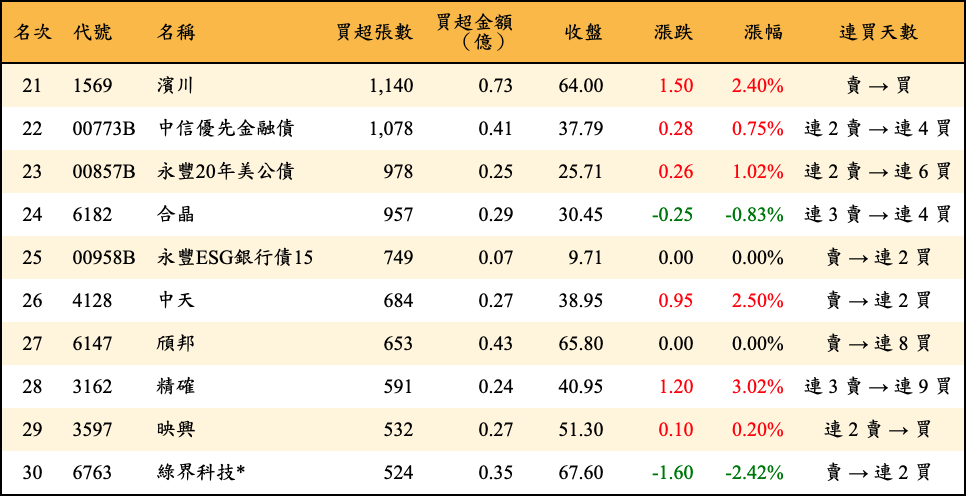 名次 代號 名稱 買超張數 買超金額（億） 收盤 漲跌 漲幅 連買天數
21 1569 濱川 1,140 0.73 64.00 1.50 2.40% 賣 → 買
22 00773B 中信優先金融債 1,078 0.41 37.79 0.28 0.75% 連 2 賣 → 連 4 買
23 00857B 永豐20年美公債 978 0.25 25.71 0.26 1.02% 連 2 賣 → 連 6 買
24 6182 合晶 957 0.29 30.45 -0.25 -0.83% 連 3 賣 → 連 4 買
25 00958B 永豐ESG銀行債15 749 0.07 9.71 0.00 0.00% 賣 → 連 2 買
26 4128 中天 684 0.27 38.95 0.95 2.50% 賣 → 連 2 買
27 6147 頎邦 653 0.43 65.80 0.00 0.00% 賣 → 連 8 買
28 3162 精確 591 0.24 40.95 1.20 3.02% 連 3 賣 → 連 9 買
29 3597 映興 532 0.27 51.30 0.10 0.20% 連 2 賣 → 買
30 6763 綠界科技* 524 0.35 67.60 -1.60 -2.42% 賣 → 連 2 買